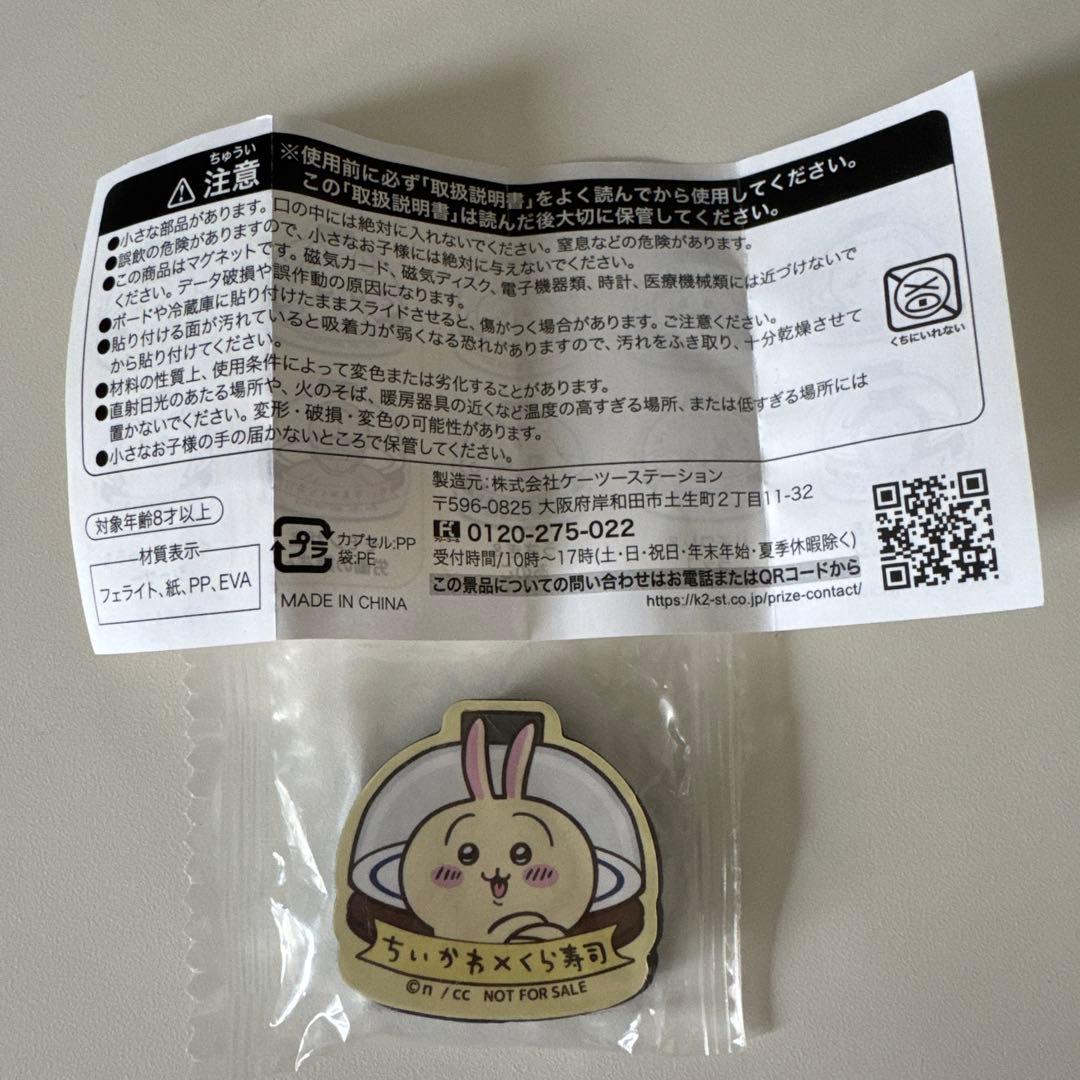 ちゅうい
注意
※使用前に必ず「取扱説明書」をよく読んでから使用してください。
この「取扱説明書」は読んだ後大切に保管してください。
●小さな部品があります。口の中には絶対に入れないでください。窒息などの危険があります。
●誤飲の危険がありますので、小さなお子様には絶対に与えないでください。
●この商品はマグネットです。磁気カード、磁気ディスク、電子機器類、時計、医療機械類には近づけないで
ください。データ破損や誤作動の原因になります。
●ボードや冷蔵庫に貼り付けたままスライドさせると、傷がつく場合があります。ご注意ください。
●貼り付ける面が汚れていると吸着力が弱くなる恐れがありますので、汚れをふき取り、十分乾燥させて
から貼り付けてください。
●材料の性質上、使用条件によって変色または劣化することがあります。
●直射日光のあたる場所や、火のそば、暖房器具の近くなど温度の高すぎる場所、または低すぎる場所には
置かないでください。変形・破損・変色の可能性があります。
●小さなお子様の手の届かないところで保管してください。
くちにいれない
対象年齢8才以上
材質表示
フェライト、紙、PP、EVA
プラ
カプセル:PP
袋:PE
MADE IN CHINA
製造元:株式会社ケーツーステーション
〒596-0825 大阪府岸和田市土生町2丁目11-32
0120-275-022
受付時間/10時～17時(土・日・祝日・年末年始・夏季休暇除く)
この景品についての問い合わせはお電話またはQRコードから
https://k2-st.co.jp/prize-contact/
ちいかわ×くら寿司
©n /cc NOT FOR SALE